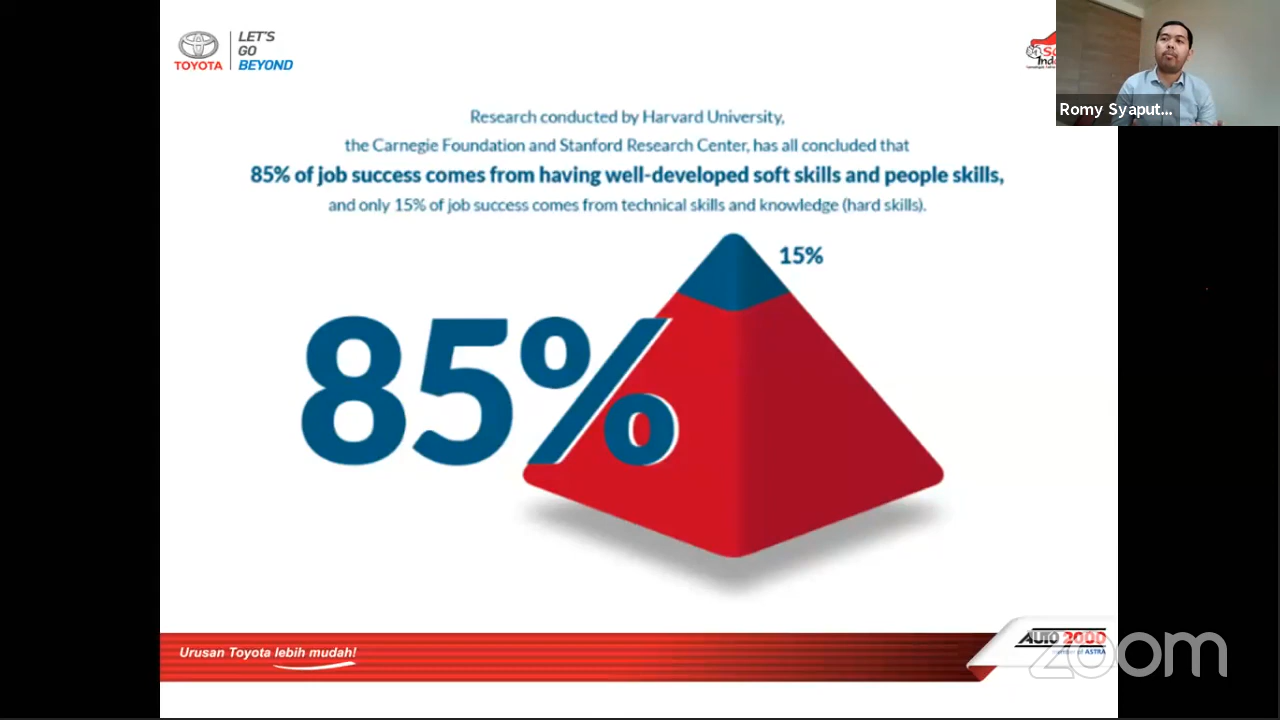 TOYOTA
LET'S
GO
BEYOND
Romy Syaput...
Research conducted by Harvard University,
the Carnegie Foundation and Stanford Research Center, has all concluded that
85% of job success comes from having well-developed soft skills and people skills,
and only 15% of job success comes from technical skills and knowledge (hard skills).
15%
85%
Urusan Toyota lebih mudah!
AUTO 2000
member of ASTRA
zoom